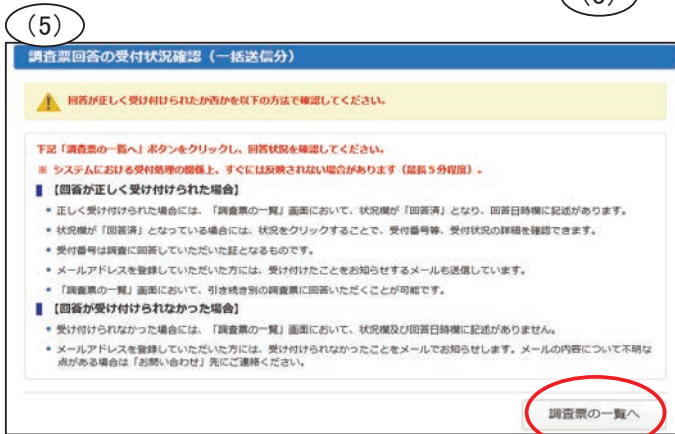 (5)
調査票回答の受付状況確認（一括送信分）
回答が正しく受け付けられたか否かを以下の方法で確認してください。
下記「調査票の一覧へ」ボタンをクリックし、回答状況を確認してください。
※ システムにおける受付処理の関係上、すぐには反映されない場合があります（最長５分程度）。
【回答が正しく受け付けられた場合】
• 正しく受け付けられた場合には、「調査票の一覧」画面において、状況欄が「回答済」となり、回答日時欄に記述があります。
• 状況欄が「回答済」となっている場合には、状況をクリックすることで、受付番号等、受付状況の詳細を確認できます。
• 受付番号は調査に回答していただいた証となるものです。
• メールアドレスを登録していただいた方には、受け付けたことをお知らせするメールも送信しています。
• 「調査票の一覧」画面において、引き続き別の調査票に回答いただくことが可能です。
【回答が受け付けられなかった場合】
• 受け付けられなかった場合には、「調査票の一覧」画面において、状況欄及び回答日時欄に記述がありません。
• メールアドレスを登録していただいた方には、受け付けられなかったことをメールでお知らせします。メールの内容について不明な
点がある場合は「お問い合わせ」先にご連絡ください。
調査票の一覧へ